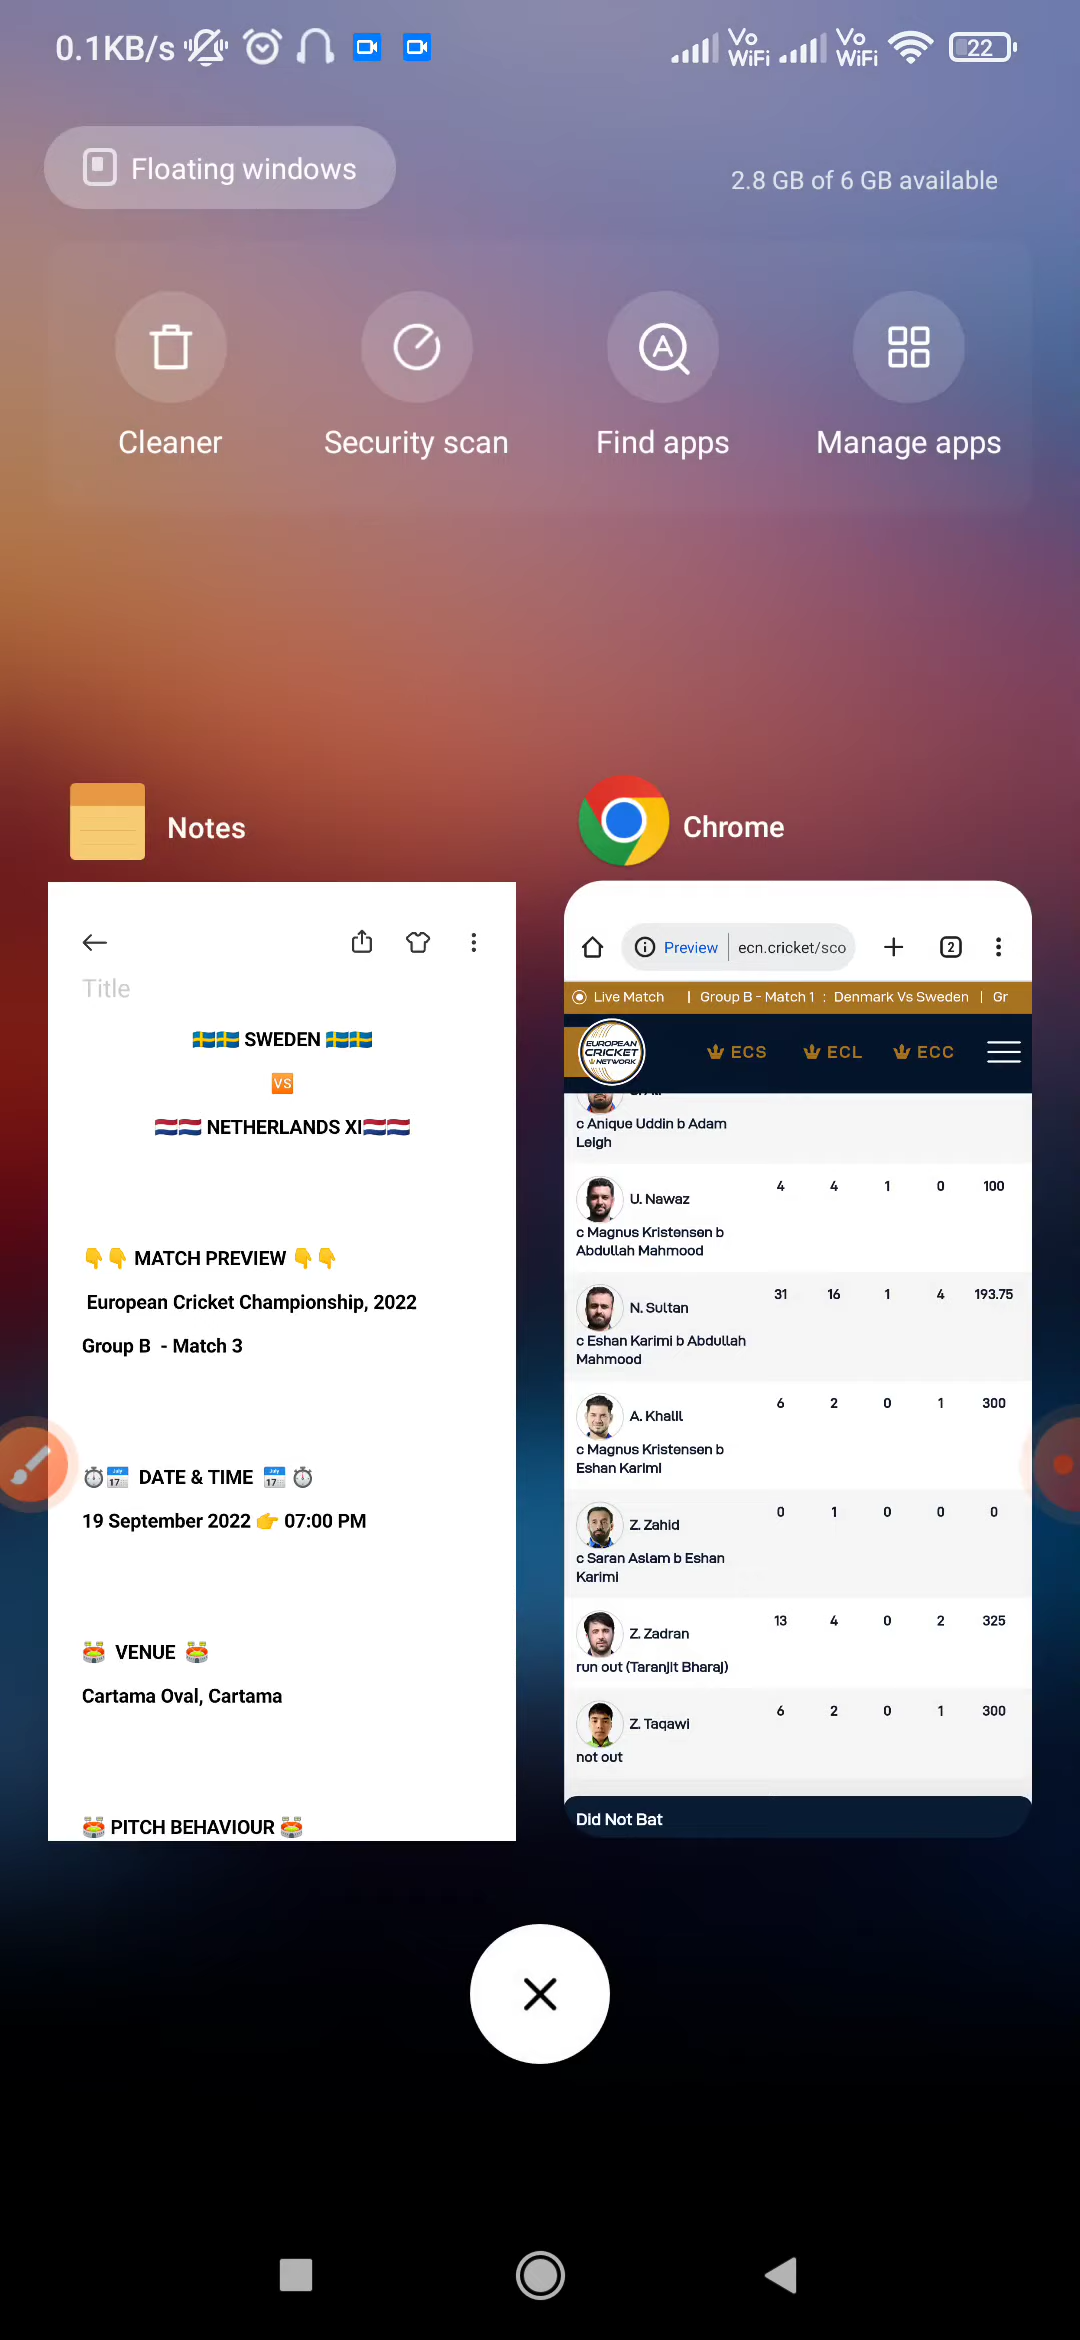 0.1KB/s
Vo WiFi
Vo WiFi
22
Floating windows
2.8 GB of 6 GB available
Cleaner
Security scan
Find apps
Manage apps
Notes
Title
SWEDEN
VS
NETHERLANDS XI
MATCH PREVIEW
European Cricket Championship, 2022
Group B - Match 3
DATE & TIME
19 September 2022 👉 07:00 PM
VENUE
Cartama Oval, Cartama
PITCH BEHAVIOUR
Chrome
Preview | ecn.cricket/sco
2
Live Match | Group B - Match 1 : Denmark Vs Sweden | Gr
EUROPEAN CRICKET NETWORK
ECS ECL ECC
c Anique Uddin b Adam
Leigh
U. Nawaz 4 4 1 0 100
c Magnus Kristensen b
Abdullah Mahmood
N. Sultan 31 16 1 4 193.75
c Eshan Karimi b Abdullah
Mahmood
A. Khalil 6 2 0 1 300
c Magnus Kristensen b
Eshan Karimi
Z. Zahid 0 1 0 0 0
c Saran Aslam b Eshan
Karimi
Z. Zadran 13 4 0 2 325
run out (Taranjit Bharaj)
Z. Taqawi 6 2 0 1 300
not out
Did Not Bat